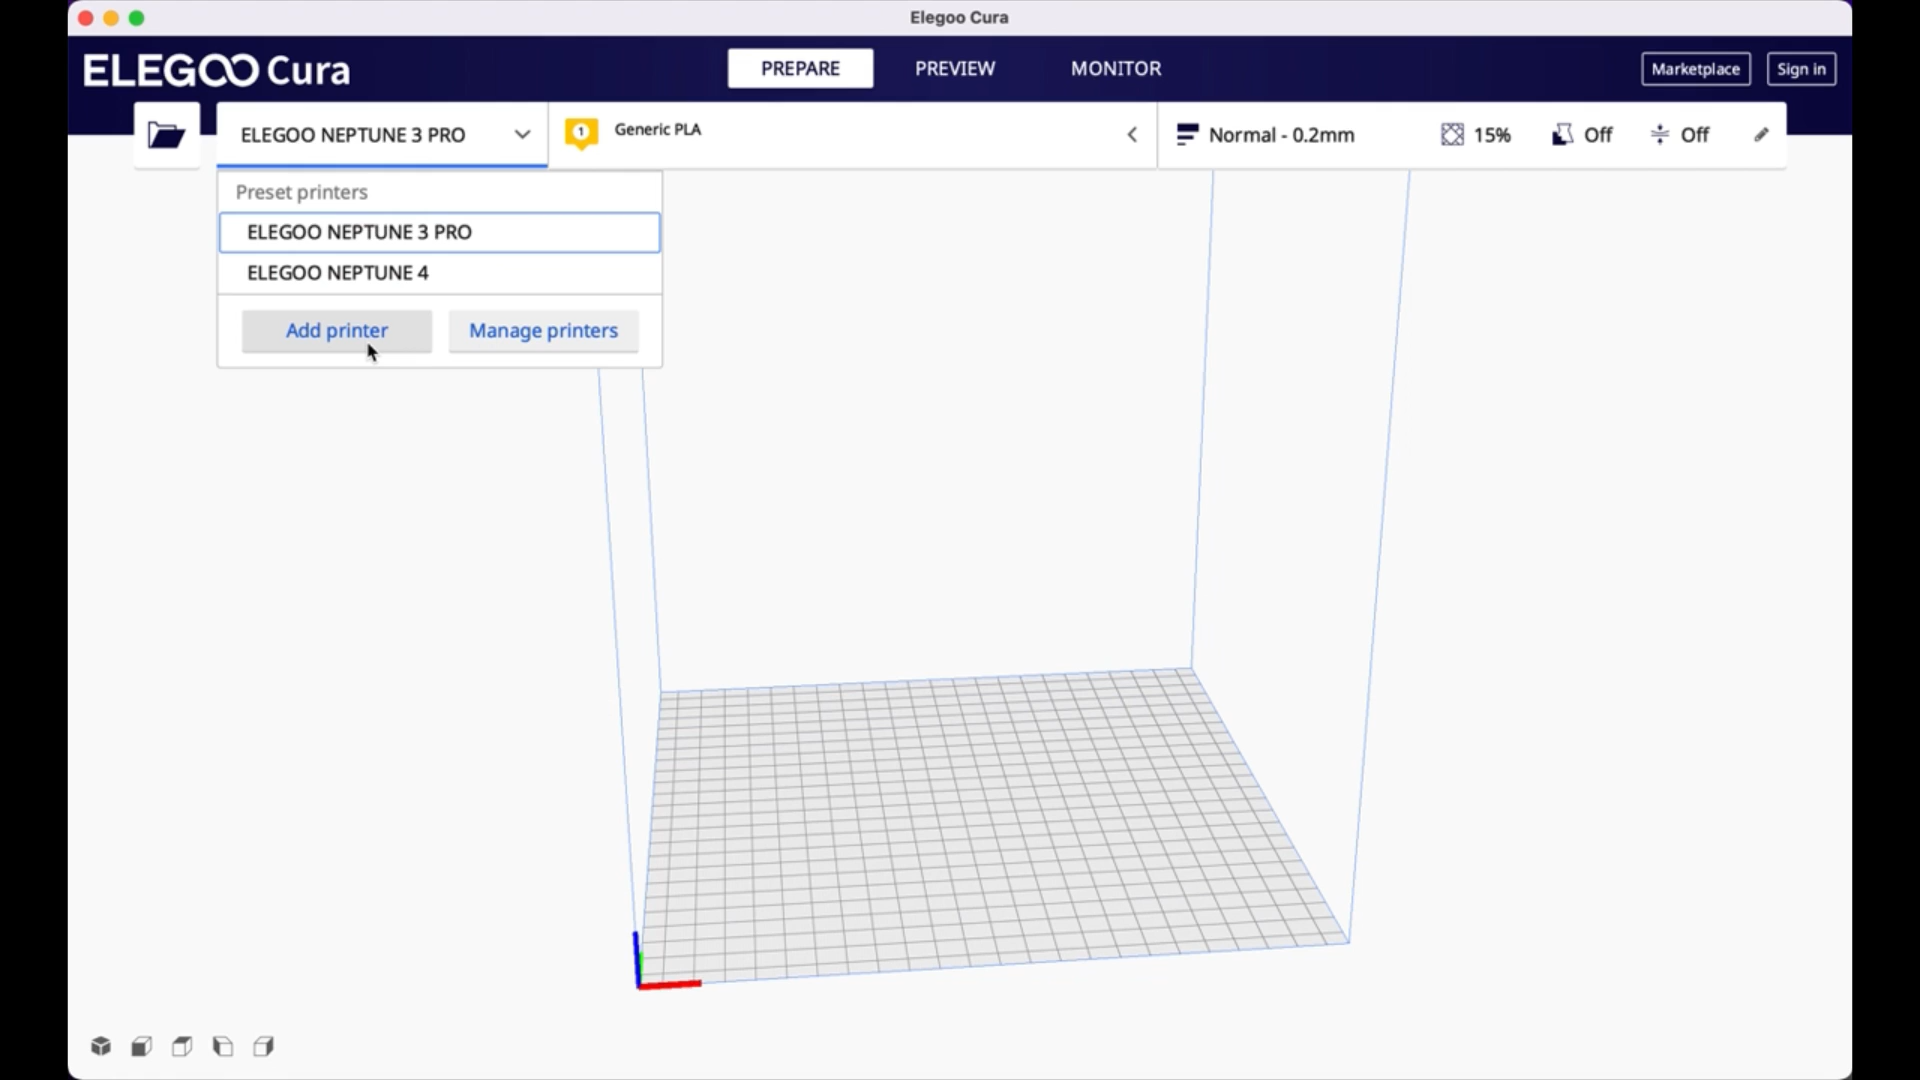 Elegoo Cura
ELEGOO Cura
PREPARE
PREVIEW
MONITOR
Marketplace
Sign in
ELEGOO NEPTUNE 3 PRO
1
Generic PLA
Normal - 0.2mm
15%
Off
Off
Preset printers
ELEGOO NEPTUNE 3 PRO
ELEGOO NEPTUNE 4
Add printer
Manage printers